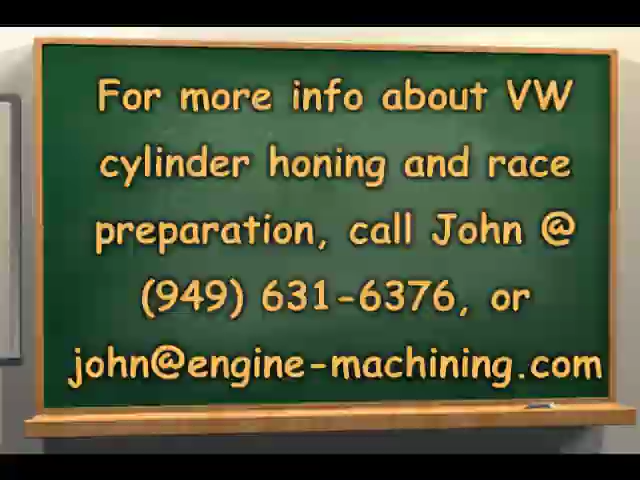 For more info about VW
cylinder honing and race
preparation, call John @
(949) 631-6376, or
john@engine-machining.com